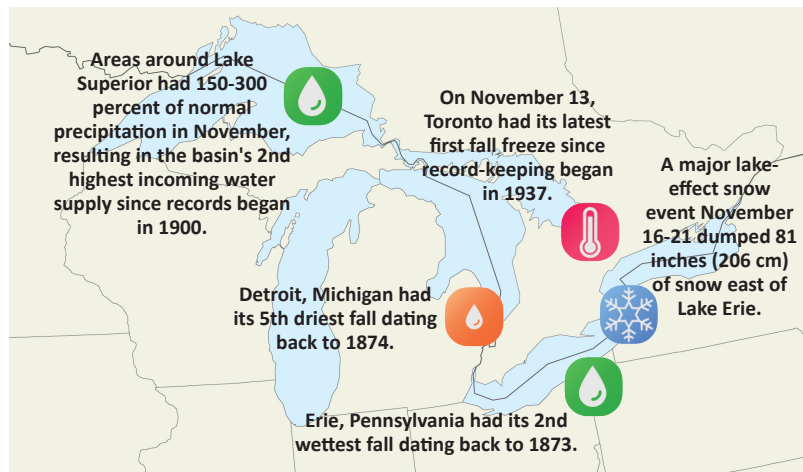 Areas around Lake
Superior had 150-300
percent of normal
precipitation in November,
resulting in the basin's 2nd
highest incoming water
supply since records began
in 1900.
On November 13,
Toronto had its latest
first fall freeze since
record-keeping began
in 1937.
A major lake-
effect snow
event November
16-21 dumped 81
inches (206 cm)
of snow east of
Lake Erie.
Detroit, Michigan had
its 5th driest fall dating
back to 1874.
Erie, Pennsylvania had its 2nd
wettest fall dating back to 1873.